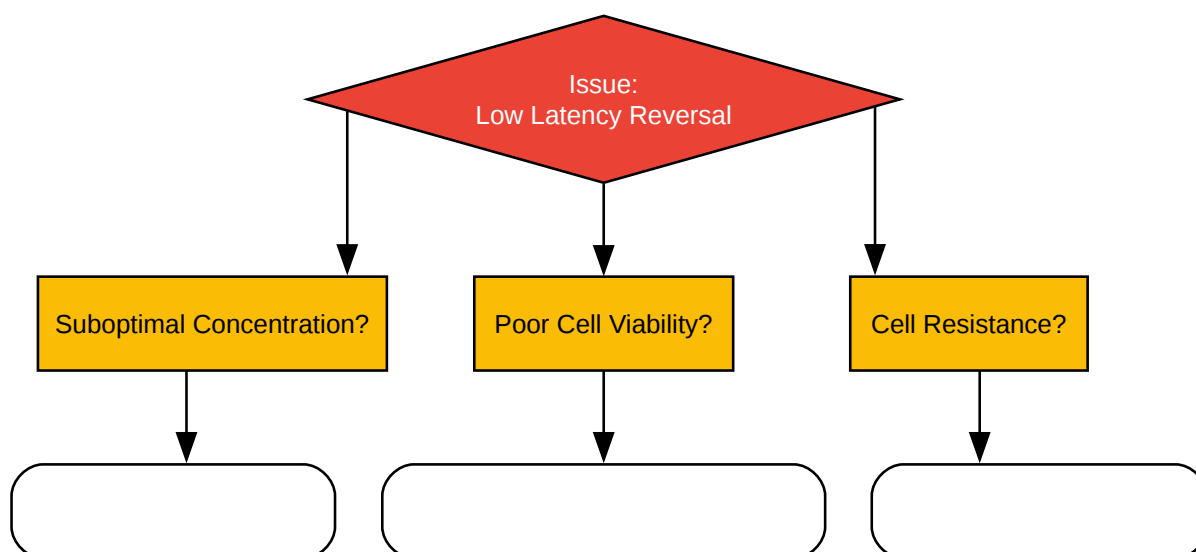 Issue:
Low Latency Reversal
Suboptimal Concentration?
Poor Cell Viability?
Cell Resistance?